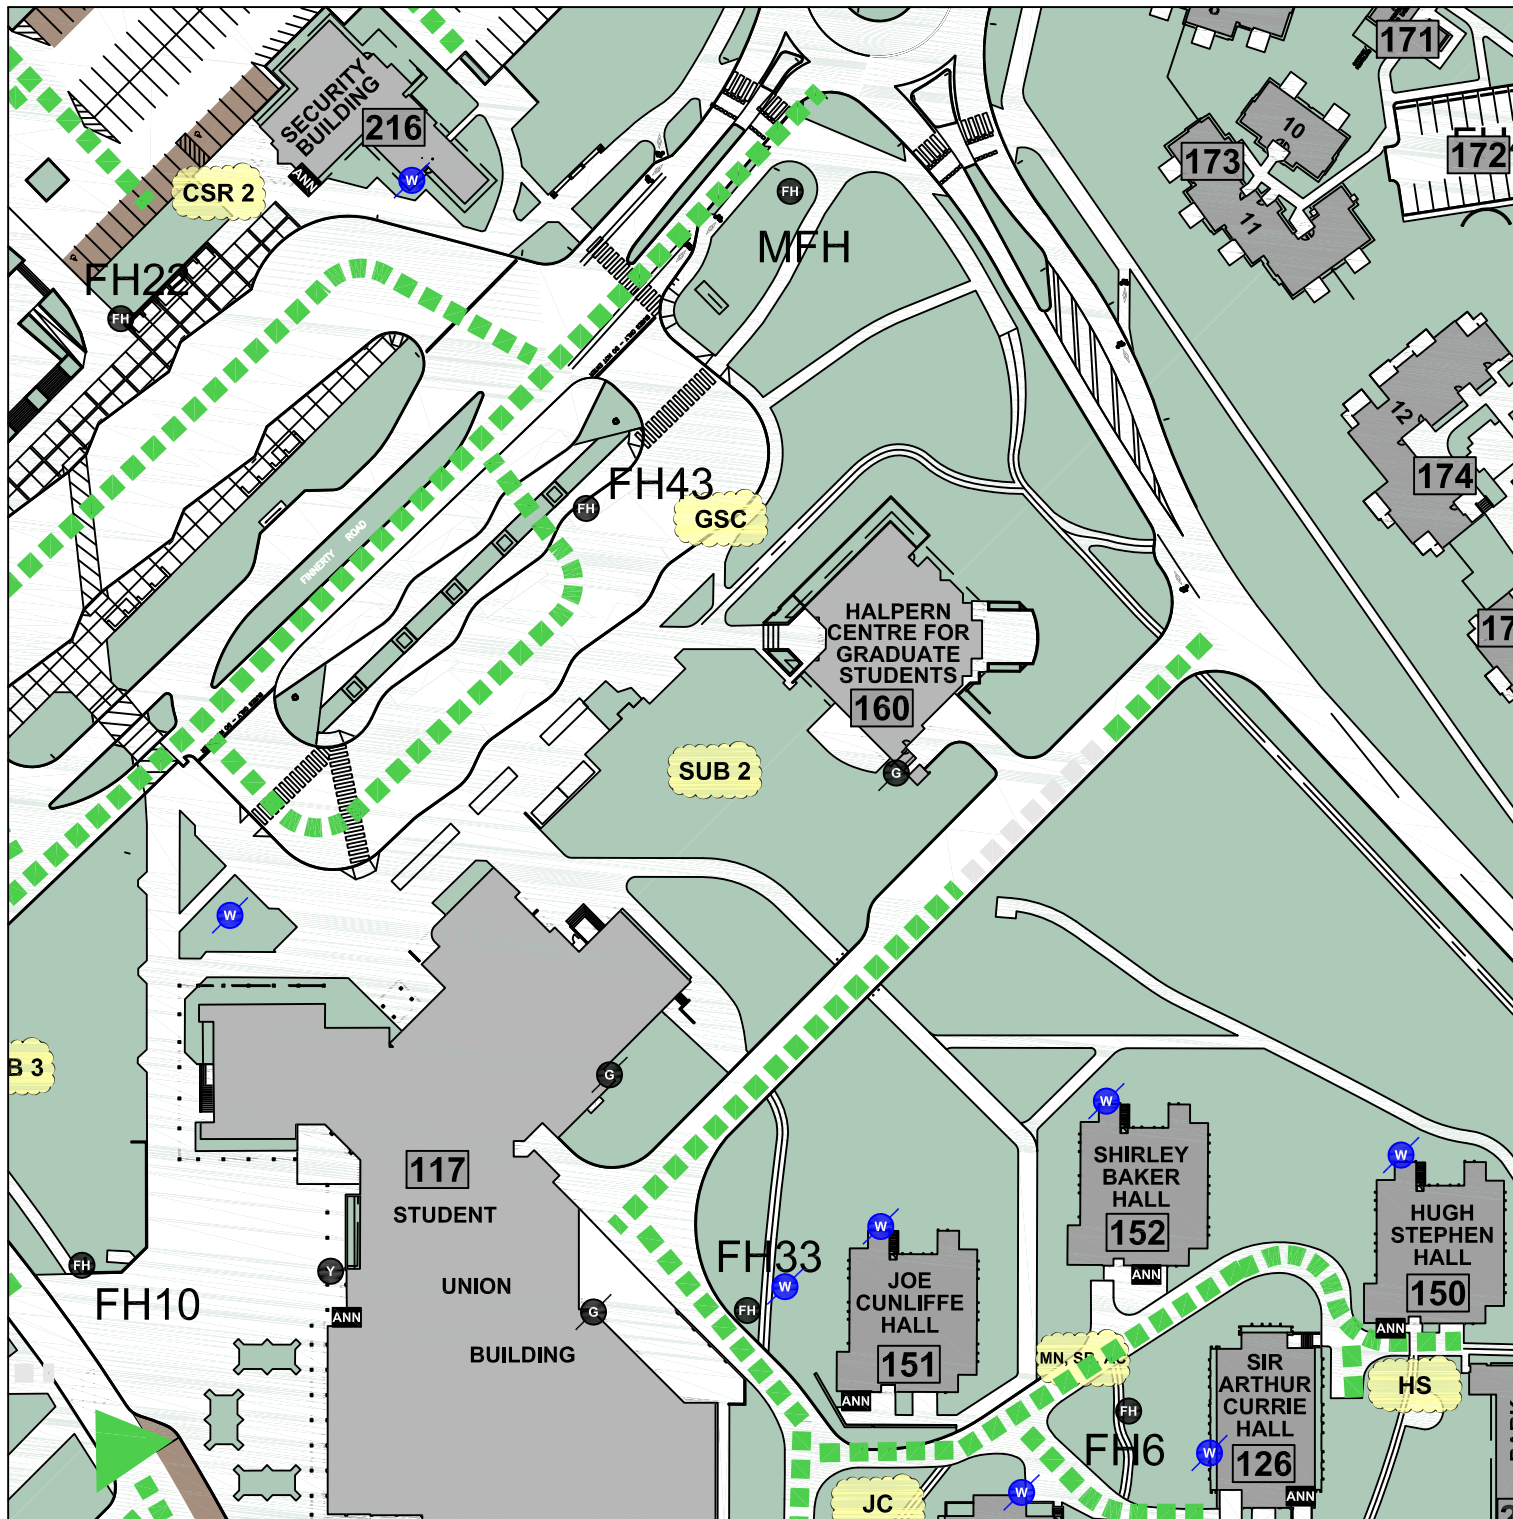 171
SECURITY
BUILDING
216
ANN
W
CSR 2
FH
MFH
10
173
11
172
FH22
FH
12
174
FH43
FH
GSC
FINNERTY ROAD
HALPERN
CENTRE FOR
GRADUATE
STUDENTS
160
G
SUB 2
W
B 3
G
117
STUDENT
UNION
BUILDING
Y
ANN
G
FH
FH10
FH33
W
FH
W
JOE
CUNLIFFE
HALL
151
ANN
W
SHIRLEY
BAKER
HALL
152
ANN
W
HUGH
STEPHEN
HALL
150
ANN
HS
FH
FH6
SIR
ARTHUR
CURRIE
HALL
126
W
ANN
JC
W